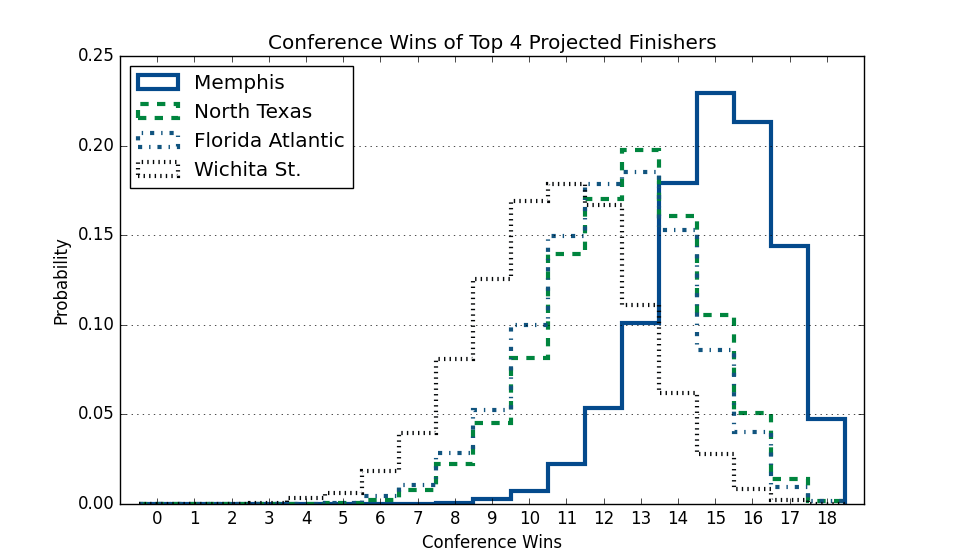 Conference Wins of Top 4 Projected Finishers
0.25
0.20
0.15
0.10
0.05
0.00
Probability
Memphis
North Texas
Florida Atlantic
Wichita St.
0 1 2 3 4 5 6 7 8 9 10 11 12 13 14 15 16 17 18
Conference Wins